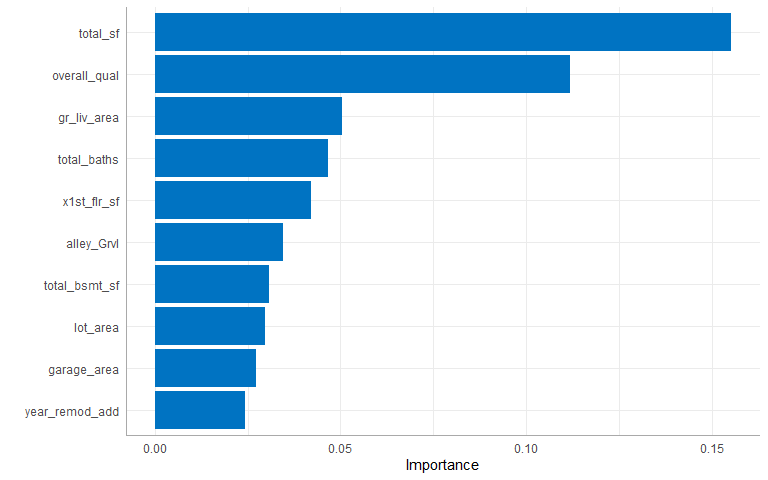 total_sf
overall_qual
gr_liv_area
total_baths
x1st_flr_sf
alley_Grvl
total_bsmt_sf
lot_area
garage_area
year_remod_add
0.00 0.05 0.10 0.15
Importance